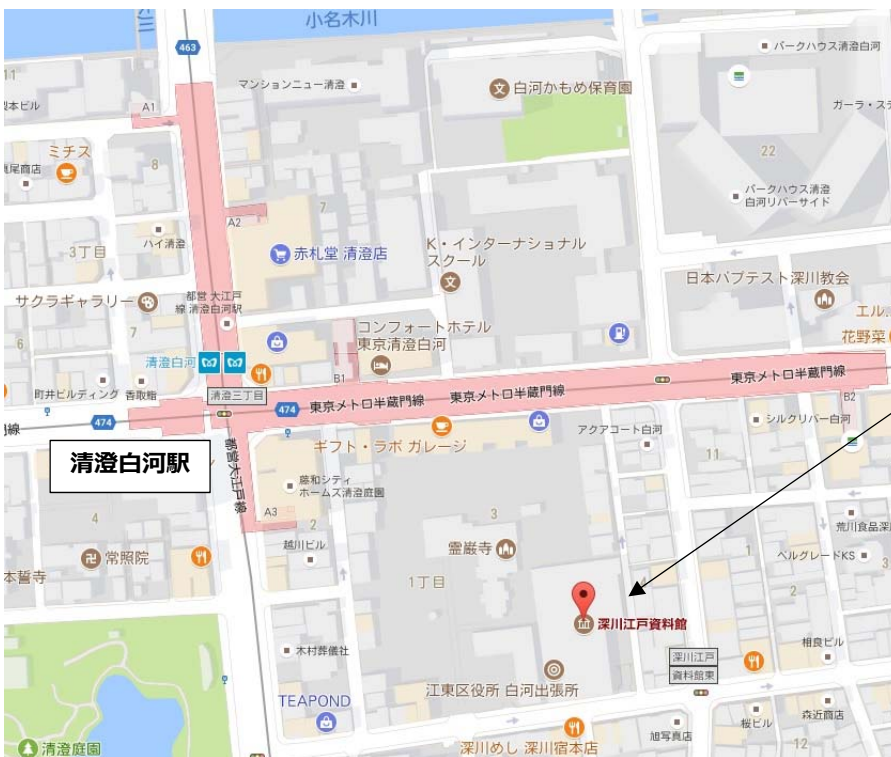 小名木川
463
11
マンションニュー清澄
白河かもめ保育園
パークハウス清澄白河
A1
ミチス
8
22
パークハウス清澄
白河リバーサイド
A2
7
ハイ清澄
3丁目
赤札堂 清澄店
K・インターナショナル
スクール
日本バプテスト深川教会
サクラギャラリー
都営 大江戸
線 清澄白河駅
7
6
コンフォートホテル
東京清澄白河
エル.
花野菜
清澄白河
B1
東京メトロ半蔵門線
町井ビルディング
香取鮨
清澄三丁目
474
東京メトロ半蔵門線
東京メトロ半蔵門線
B2
474
シルクリバー白河
ギフト・ラボ ガレージ
アクアコート白河
清澄白河駅
都営大江戸線
藤和シティ
ホームズ清澄庭園
11
A3
2
4
3
越川ビル
霊巌寺
常照院
本誓寺
1丁目
4
1
2
3
ベルグレードKS
深川江戸資料館
木村葬儀社
深川江戸
資料館東
相良ビル
江東区役所 白河出張所
TEAPOND
森近商店
旭写真店
桜ビル
清澄庭園
深川めし 深川宿本店
12